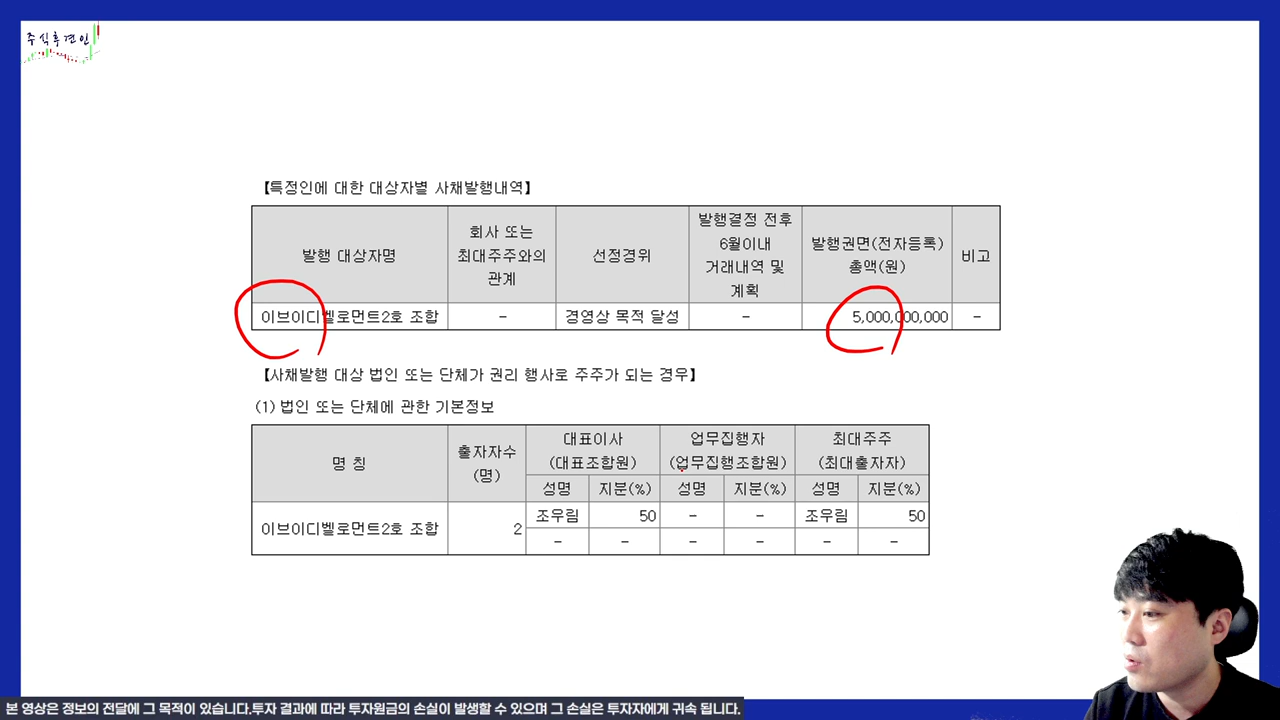 주식후견인
【특정인에 대한 대상자별 사채발행내역】
발행 대상자명
회사 또는
최대주주와의
관계
선정경위
발행결정 전후
6월이내
거래내역 및
계획
발행권면(전자등록)
총액(원)
비고
이브이디벨로먼트2호 조합
-
경영상 목적 달성
-
5,000,000,000
-
【사채발행 대상 법인 또는 단체가 권리 행사로 주주가 되는 경우】
(1) 법인 또는 단체에 관한 기본정보
명 칭
출자자수
(명)
대표이사
(대표조합원)
업무집행자
(업무집행조합원)
최대주주
(최대출자자)
성명
지분(%)
성명
지분(%)
성명
지분(%)
이브이디벨로먼트2호 조합
2
조우림
50
-
-
조우림
50
-
-
-
-
-
-
본 영상은 정보의 전달에 그 목적이 있습니다.투자 결과에 따라 투자원금의 손실이 발생할 수 있으며 그 손실은 투자자에게 귀속 됩니다.